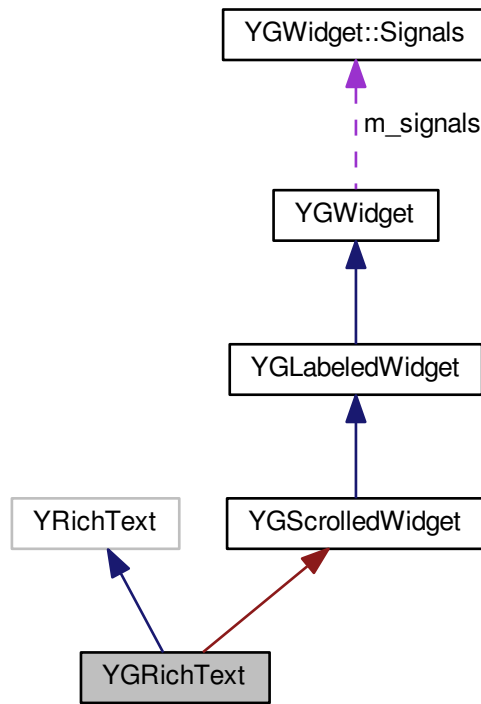 YGWidget::Signals
m_signals
YGWidget
YGLabeledWidget
YRichText
YGScrolledWidget
YGRichText